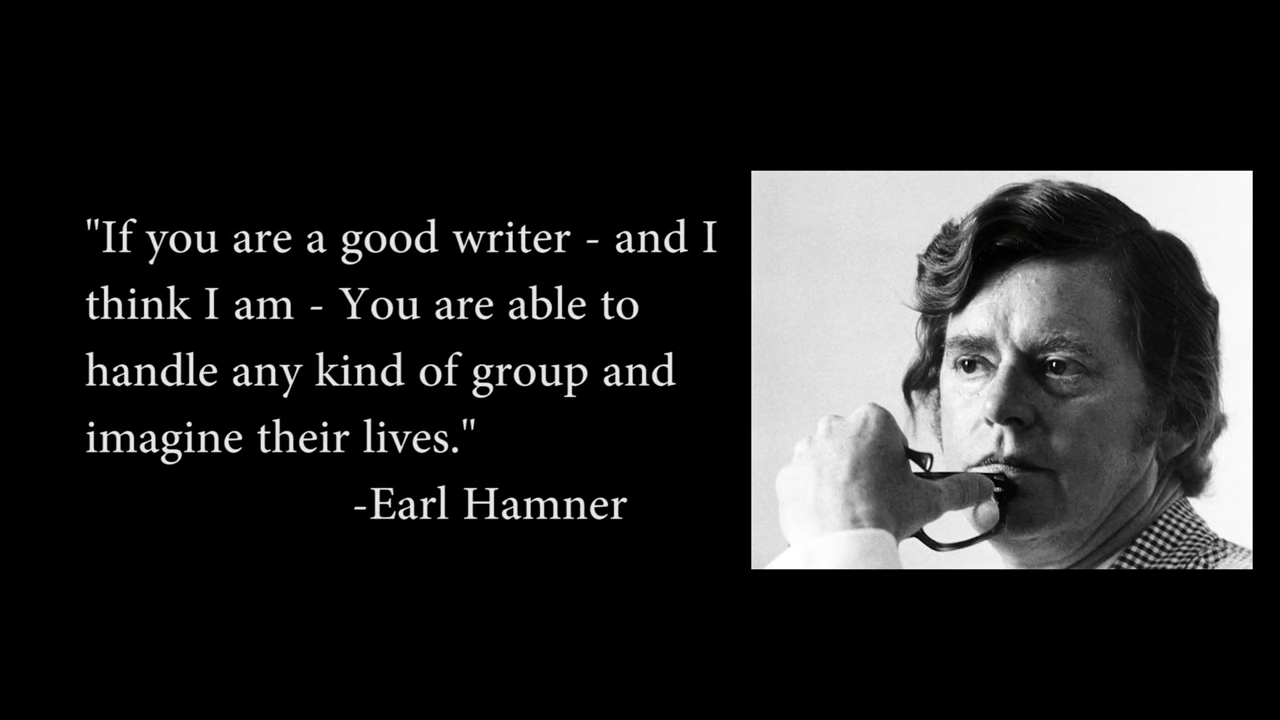 "If you are a good writer - and I
think I am - You are able to
handle any kind of group and
imagine their lives."
-Earl Hamner